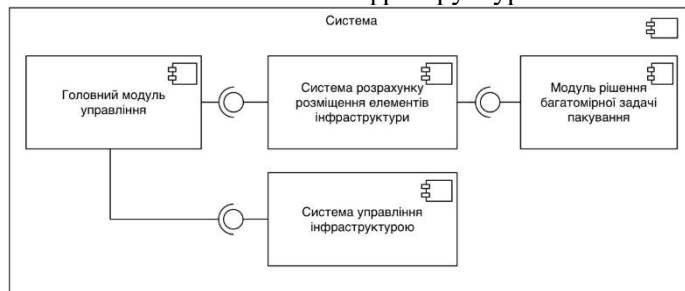 Система
Головний модуль
управління
Система розрахунку
розміщення елементів
інфраструктури
Модуль рішення
багатомірної задачі
пакування
Система управління
інфраструктурою